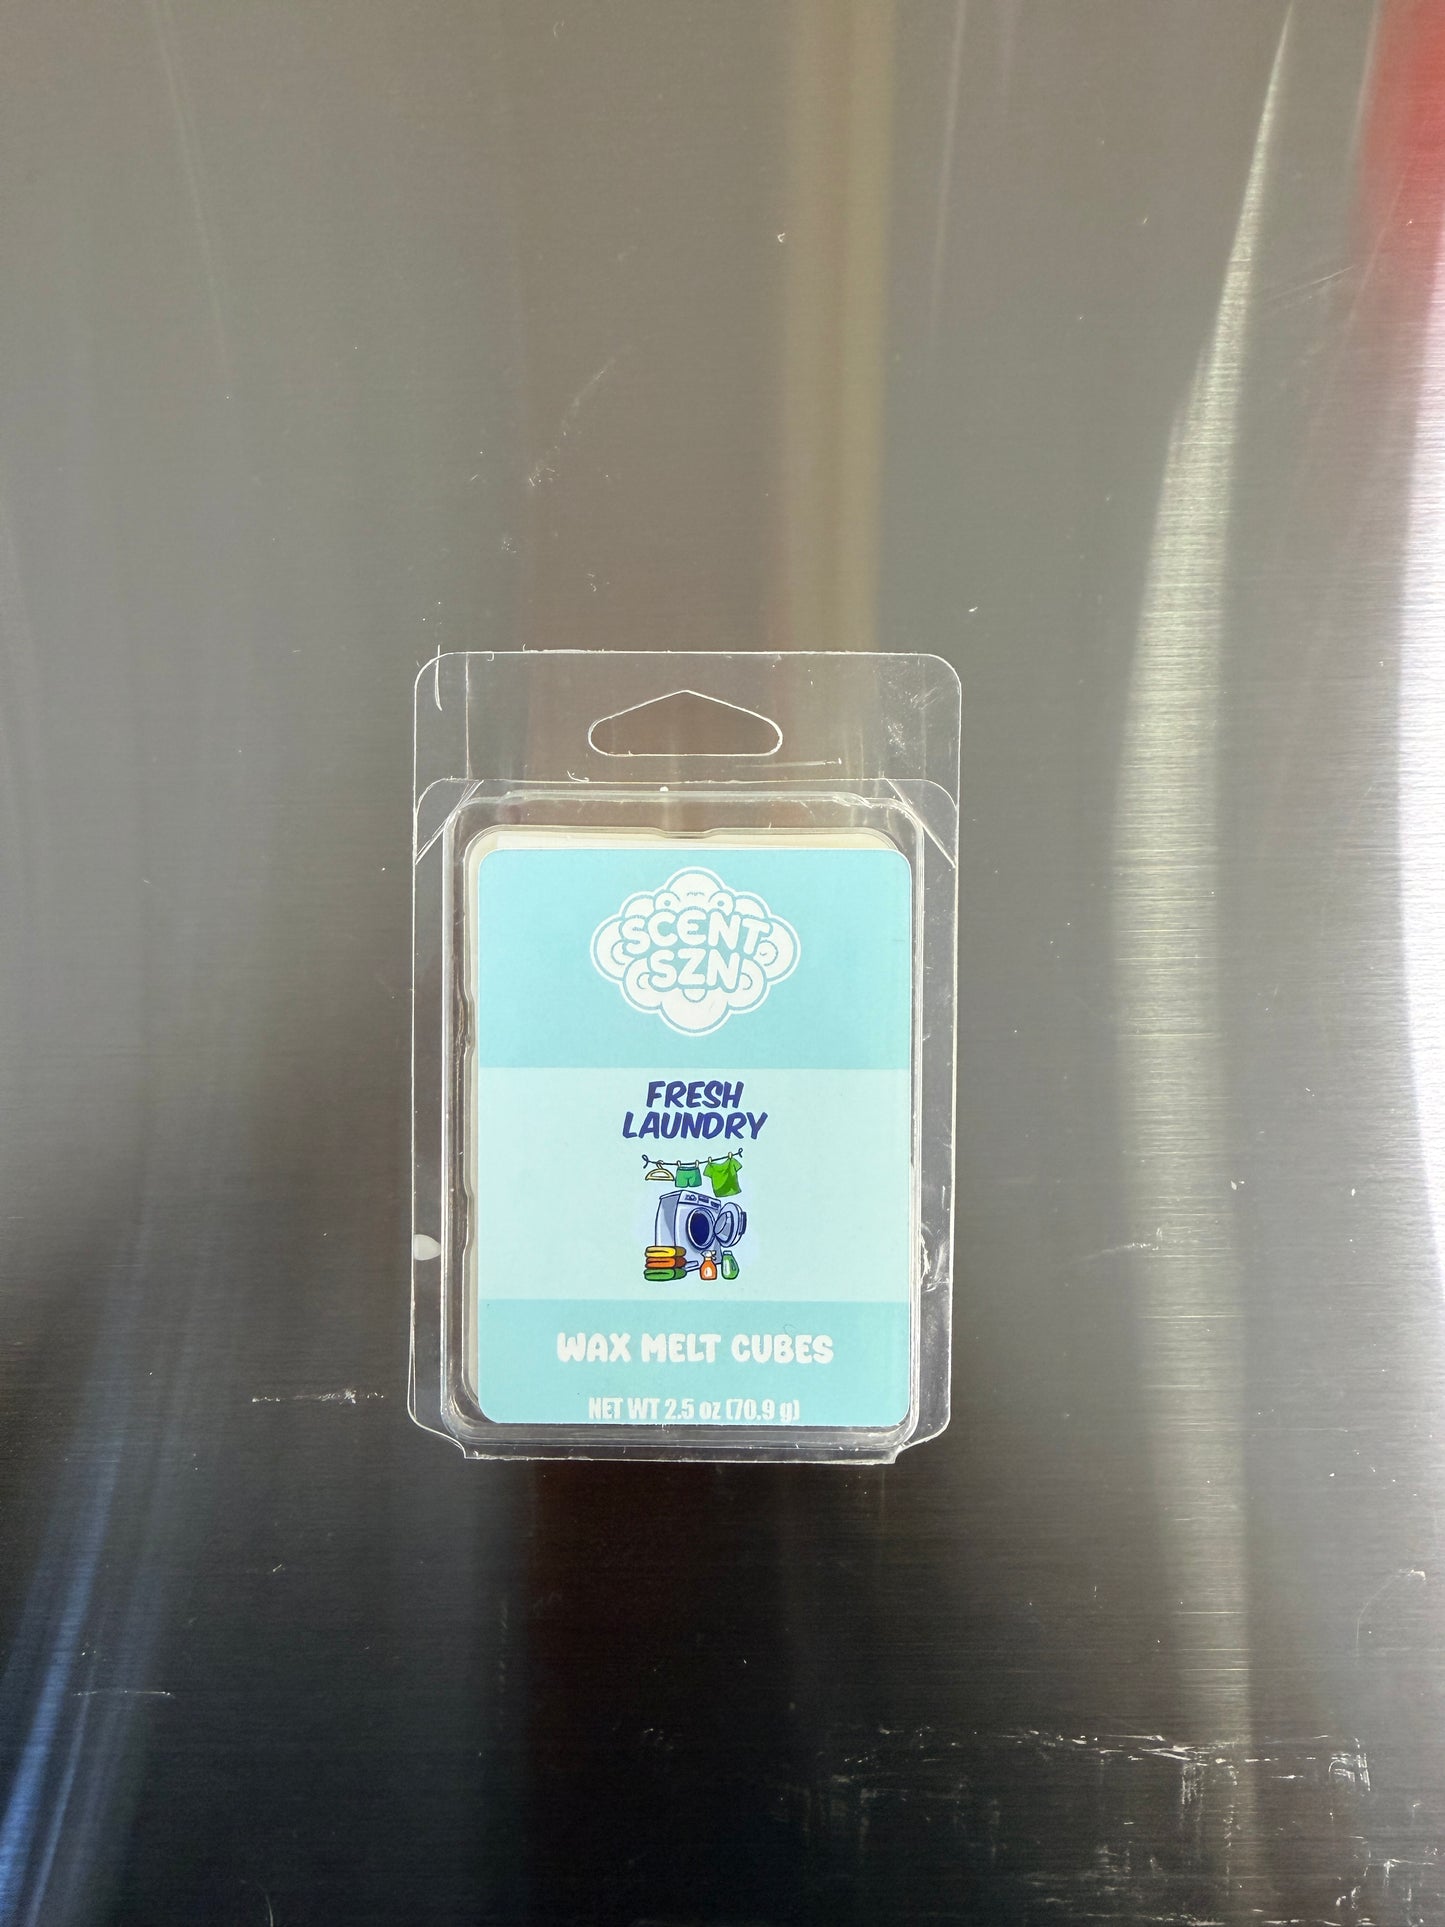 SCENT
SZN
FRESH
LAUNDRY
WAX MELT CUBES
NET WT 2.5 oz (70.9 g)